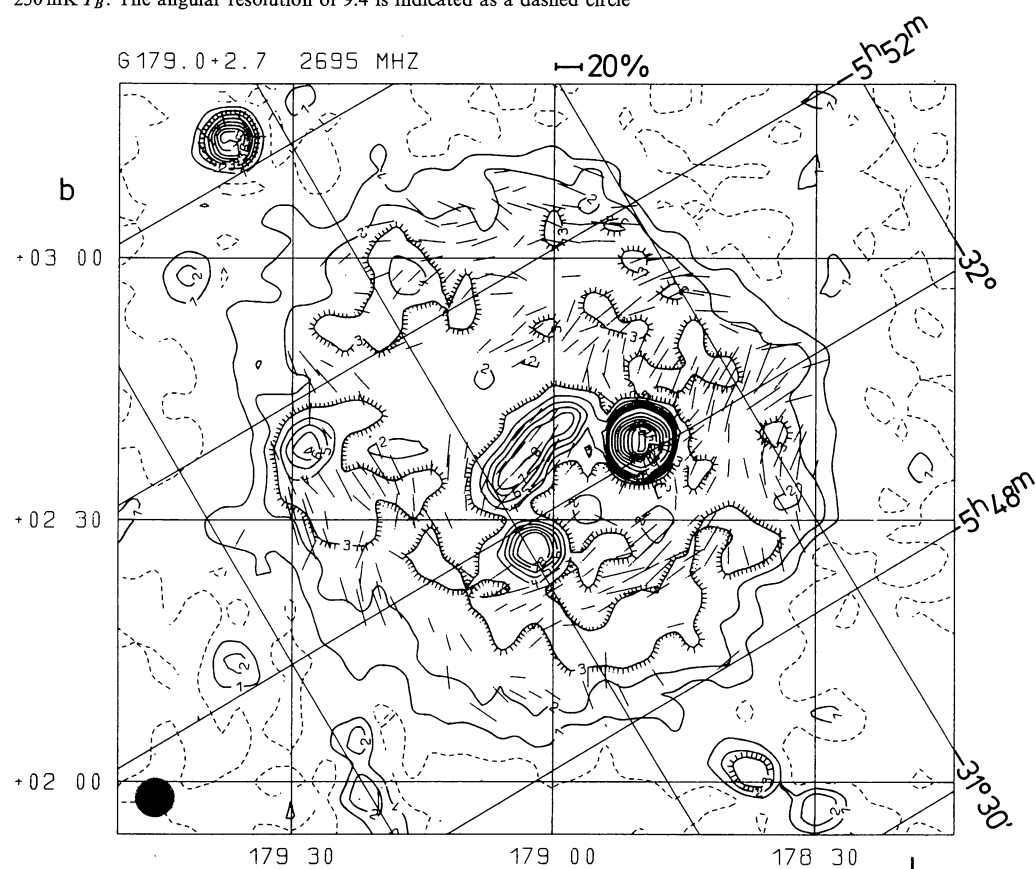 250 mK T_B. The angular resolution of 9.4 is indicated as a dashed circle
G179.0+2.7 2695 MHZ
20%
5h52m
b
+03 00
32°
+02 30
5h48m
+02 00
31°30'
179 30
179 00
178 30